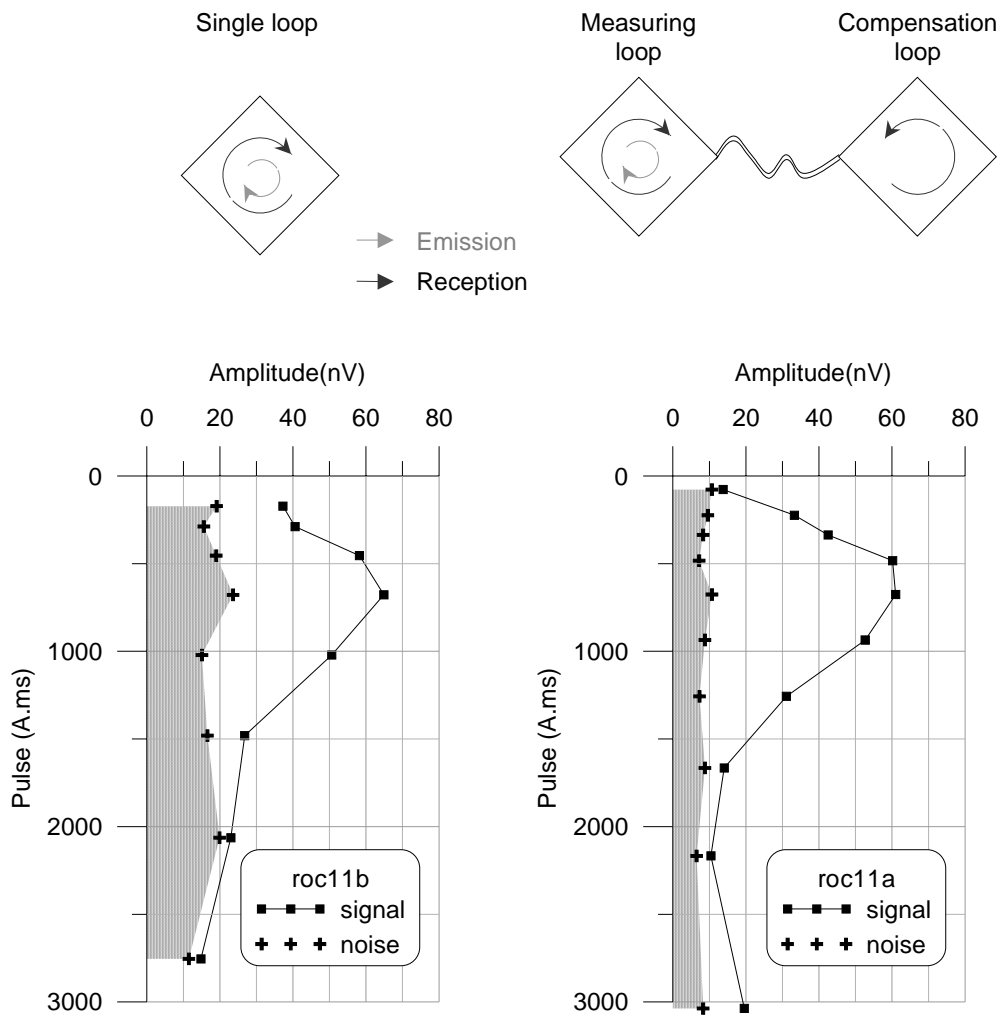 Single loop
Measuring
loop
Compensation
loop
Emission
Reception
Amplitude(nV)
0 20 40 60 80
0
1000
2000
3000
Pulse (A.ms)
roc11b
signal
noise
Amplitude(nV)
0 20 40 60 80
0
1000
2000
3000
Pulse (A.ms)
roc11a
signal
noise